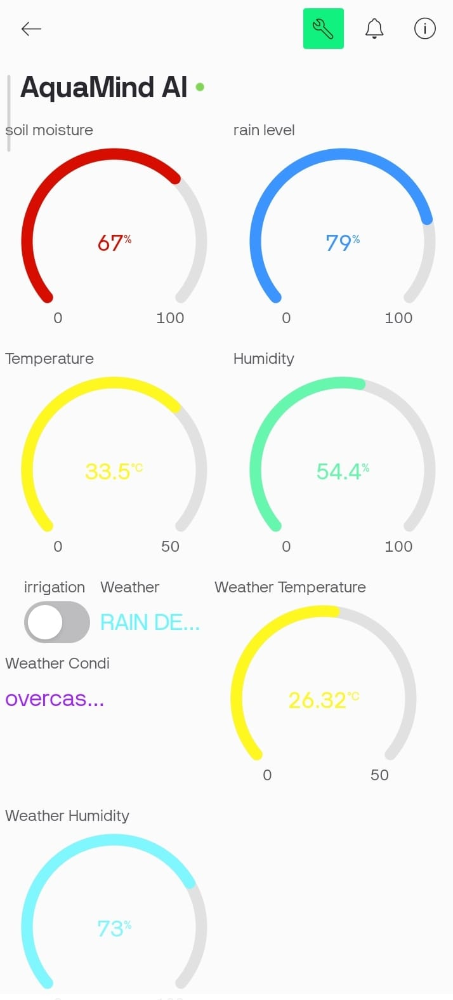 AquaMind AI
soil moisture
rain level
67%
79%
0 100
0 100
Temperature
Humidity
33.5°C
54.4%
0 50
0 100
irrigation
Weather
Weather Temperature
RAIN DE...
Weather Condi
overcas...
26.32°C
0 50
Weather Humidity
73%